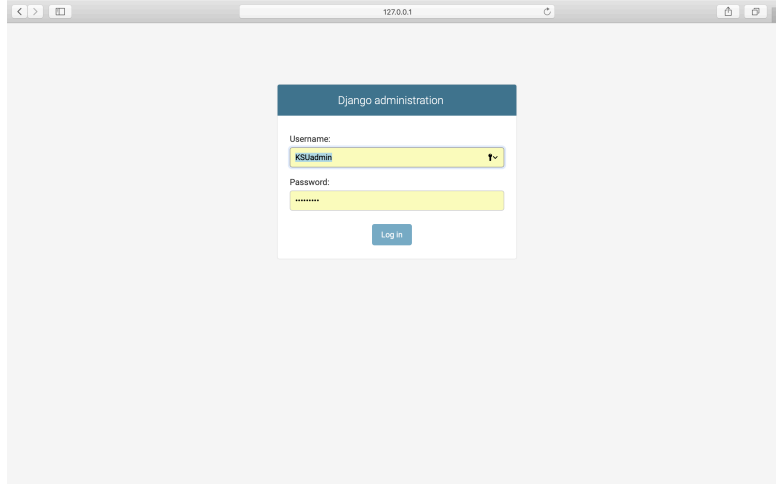 127.0.0.1
Django administration
Username:
KSUadmin
Password:
•••••••••
Log in